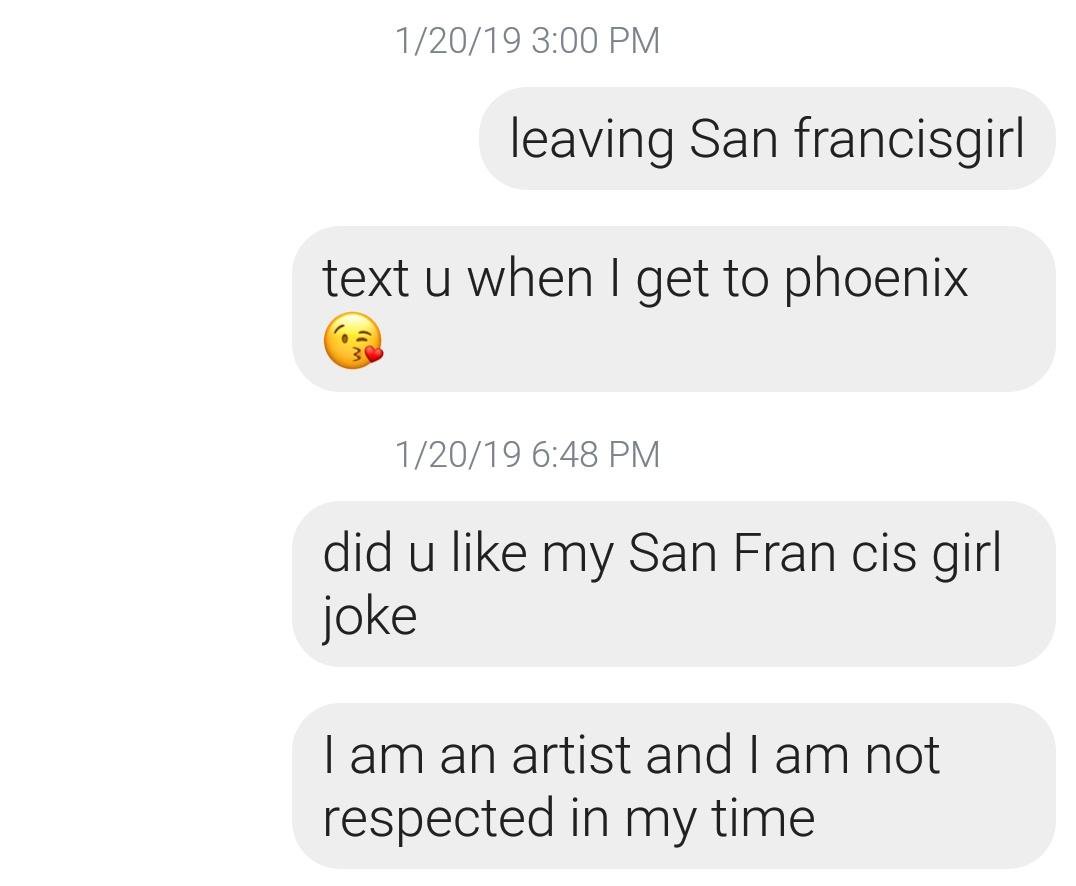 1/20/19 3:00 PM
leaving San francisgirl
text u when I get to phoenix
😘
1/20/19 6:48 PM
did u like my San Fran cis girl
joke
I am an artist and I am not
respected in my time